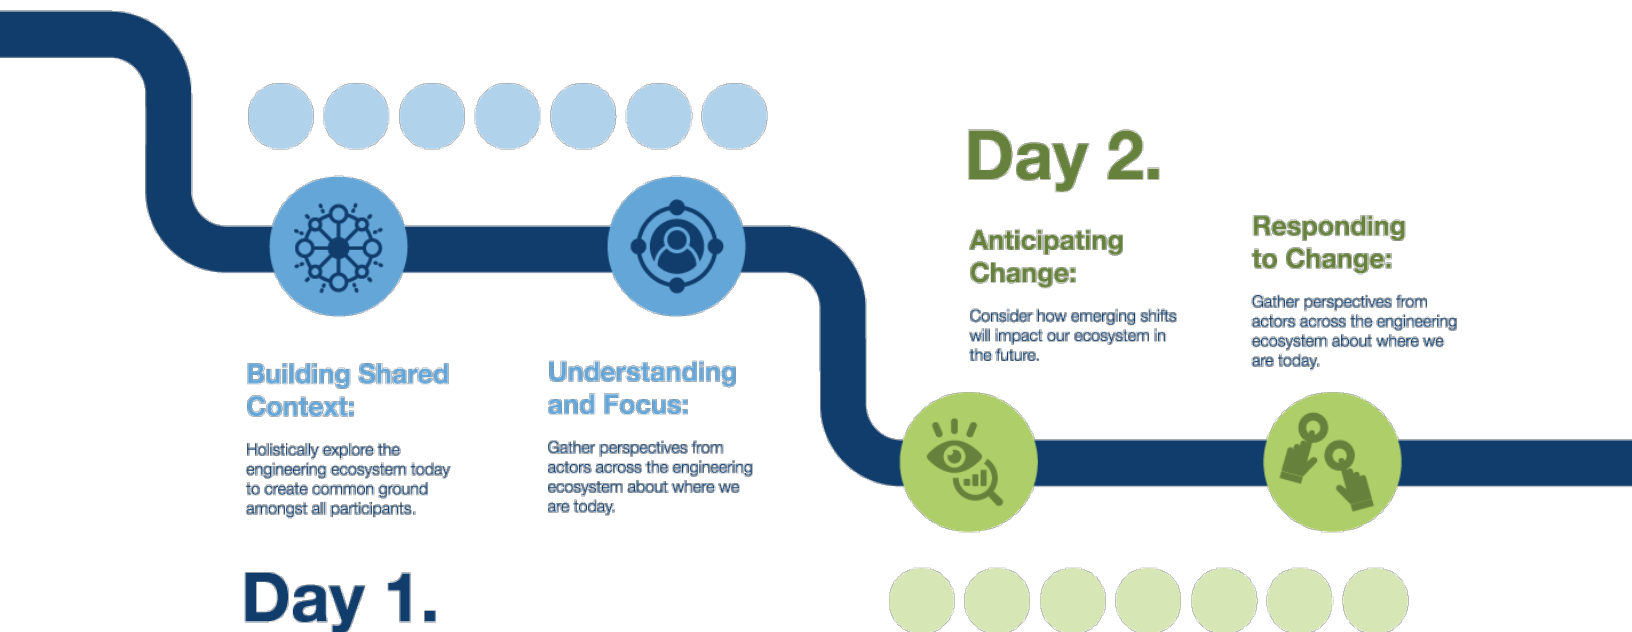 Building Shared
Context:
Holistically explore the
engineering ecosystem today
to create common ground
amongst all participants.
Understanding
and Focus:
Gather perspectives from
actors across the engineering
ecosystem about where we
are today.
Day 1.
Day 2.
Anticipating
Change:
Consider how emerging shifts
will impact our ecosystem in
the future.
Responding
to Change:
Gather perspectives from
actors across the engineering
ecosystem about where we
are today.